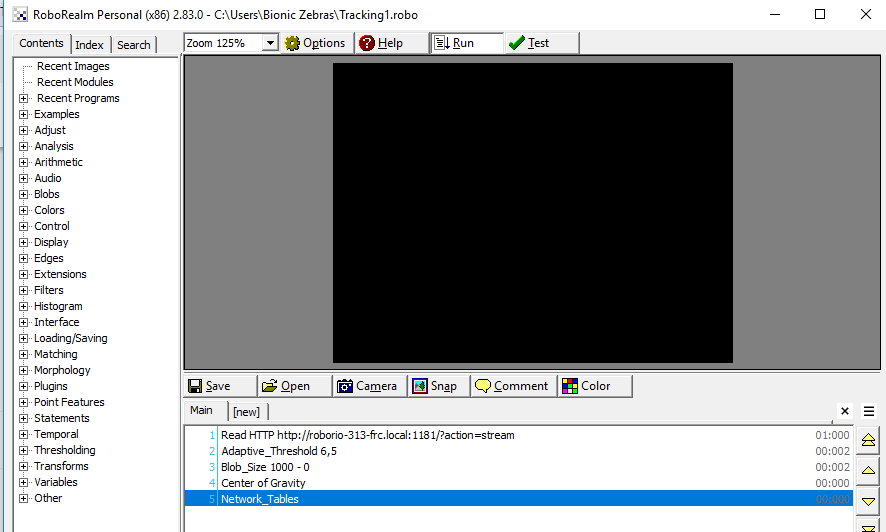 RoboRealm Personal (x86) 2.83.0 - C:\Users\Bionic Zebras\Tracking1.robo
Contents Index Search
Zoom 125% Options Help Run Test
Recent Images
Recent Modules
Recent Programs
Examples
Adjust
Analysis
Arithmetic
Audio
Blobs
Colors
Control
Display
Edges
Extensions
Filters
Histogram
Interface
Loading/Saving
Matching
Morphology
Plugins
Point Features
Statements
Temporal
Thresholding
Transforms
Variables
Other
Save Open Camera Snap Comment Color
Main [new]
1 Read HTTP http://roborio-313-frc.local:1181/?action=stream 01:000
2 Adaptive_Threshold 6,5 00:002
3 Blob_Size 1000 - 0 00:002
4 Center of Gravity 00:000
5 Network_Tables 00:000